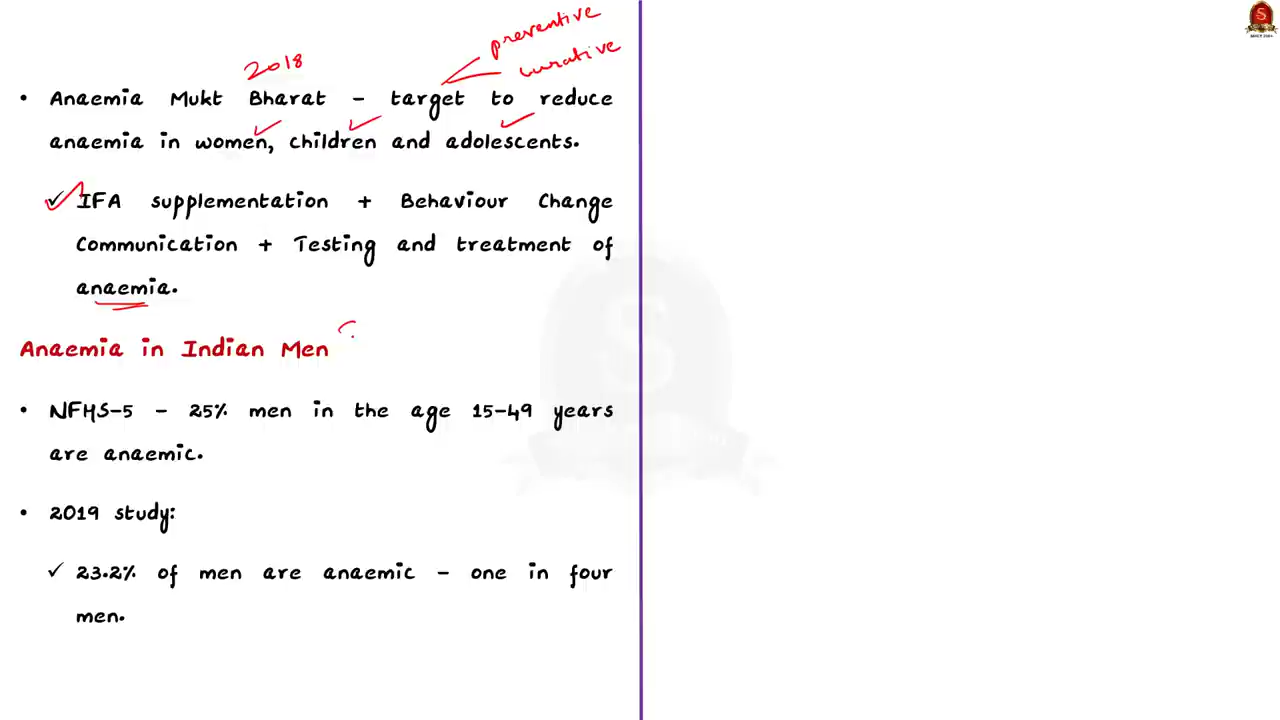 preventive
2018
curative
• Anaemia Mukt Bharat – target to reduce
anaemia in women, children and adolescents.
✓ IFA supplementation + Behaviour Change
Communication + Testing and treatment of
anaemia.
Anaemia in Indian Men
• NFHS-5 – 25% men in the age 15-49 years
are anaemic.
• 2019 study:
✓ 23.2% of men are anaemic – one in four
men.